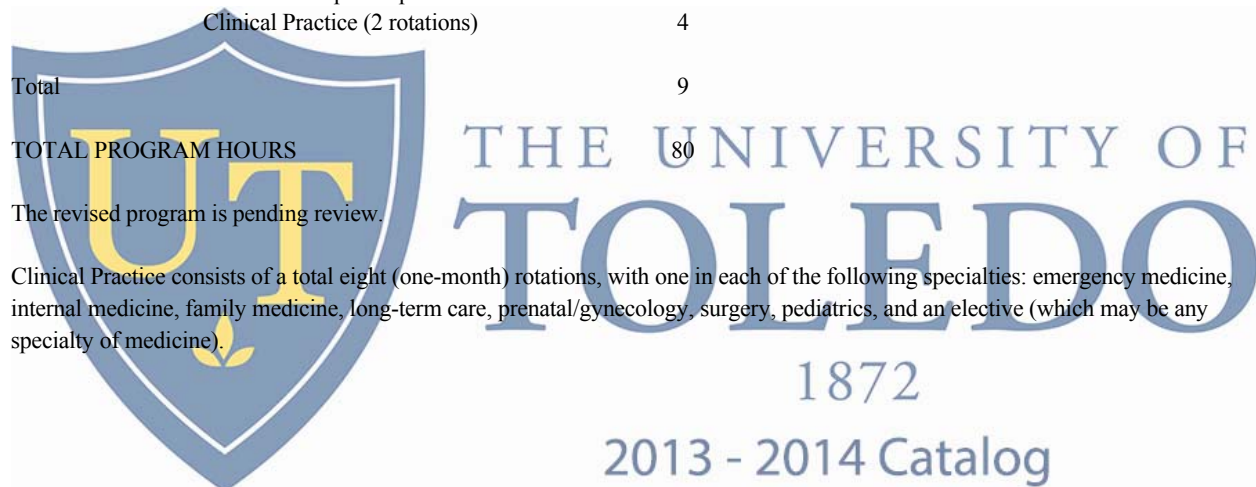 Clinical Practice (2 rotations) 4
Total 9
TOTAL PROGRAM HOURS 80
The revised program is pending review.
Clinical Practice consists of a total eight (one-month) rotations, with one in each of the following specialties: emergency medicine,
internal medicine, family medicine, long-term care, prenatal/gynecology, surgery, pediatrics, and an elective (which may be any
specialty of medicine).
UT
THE UNIVERSITY OF
TOLEDO
1872
2013 - 2014 Catalog